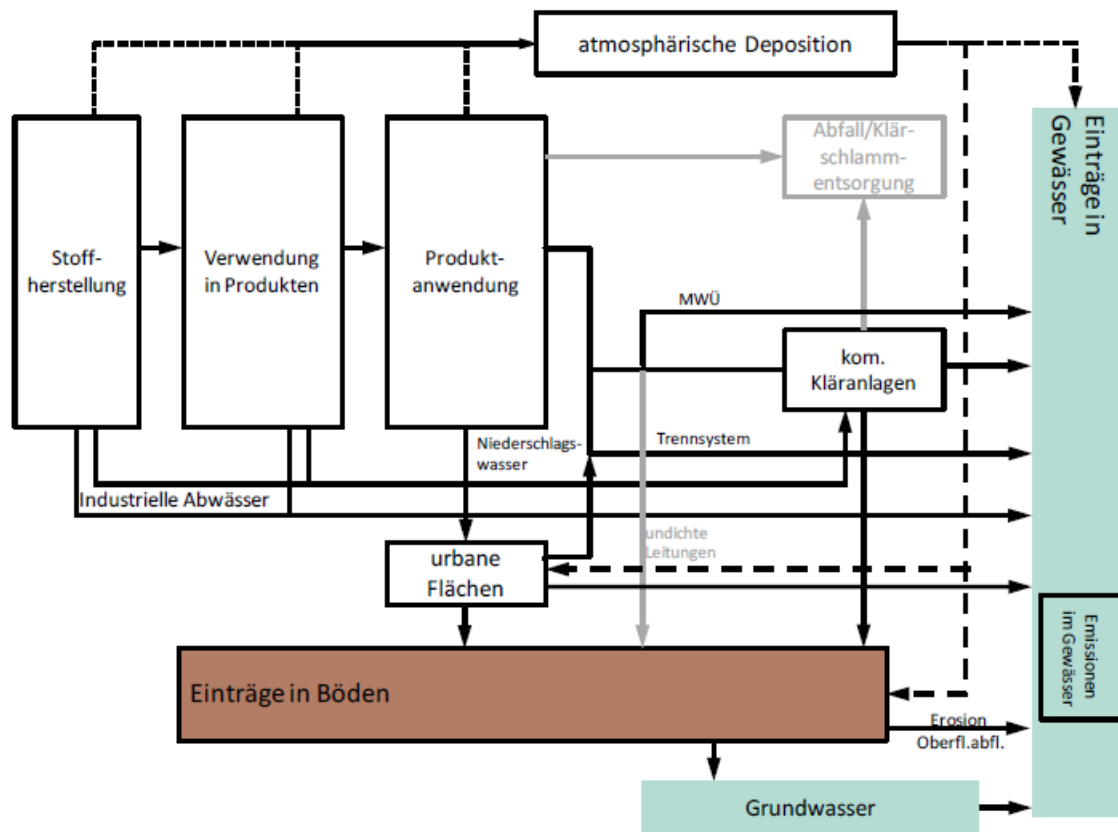 atmosphärische Deposition
Einträge in
Gewässer
Abfall/Klär-
schlamm-
entsorgung
Stoff-
herstellung
Verwendung
in Produkten
Produkt-
anwendung
MWÜ
kom.
Kläranlagen
Niederschlags-
wasser
Trennsystem
Industrielle Abwässer
undichte
Leitungen
urbane
Flächen
Emissionen
im Gewässer
Einträge in Böden
Erosion
Oberfl.abfl.
Grundwasser